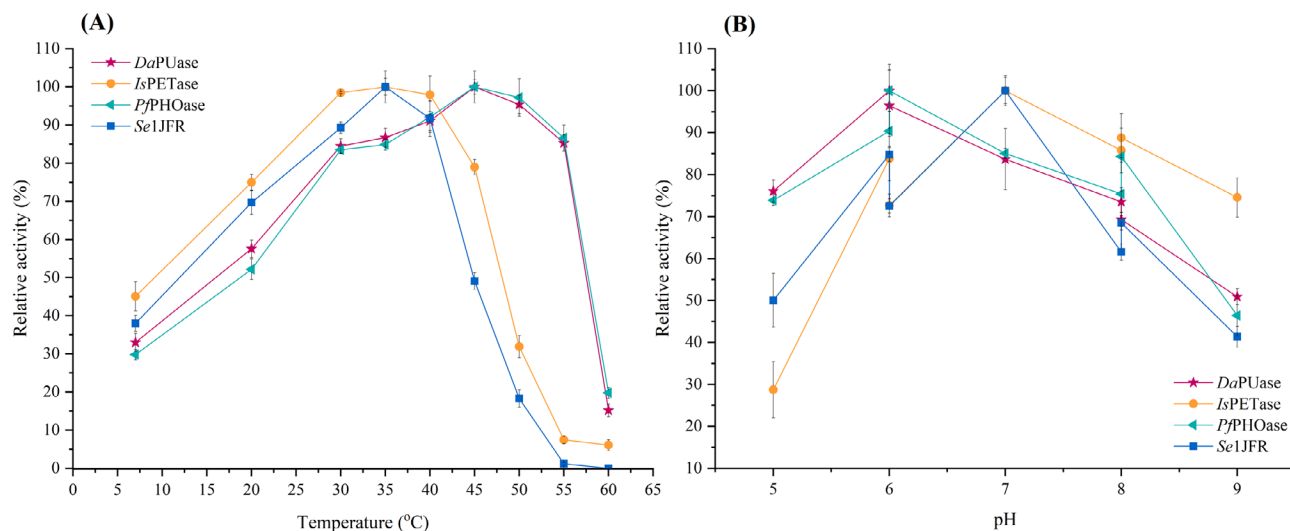 (A)
110
100
90
80
70
60
50
40
30
20
10
0
Relative activity (%)
DaPUase
IsPETase
PfPHOase
Se1JFR
0 5 10 15 20 25 30 35 40 45 50 55 60 65
Temperature (°C)
(B)
110
100
90
80
70
60
50
40
30
20
10
Relative activity (%)
DaPUase
IsPETase
PfPHOase
Se1JFR
5 6 7 8 9
pH